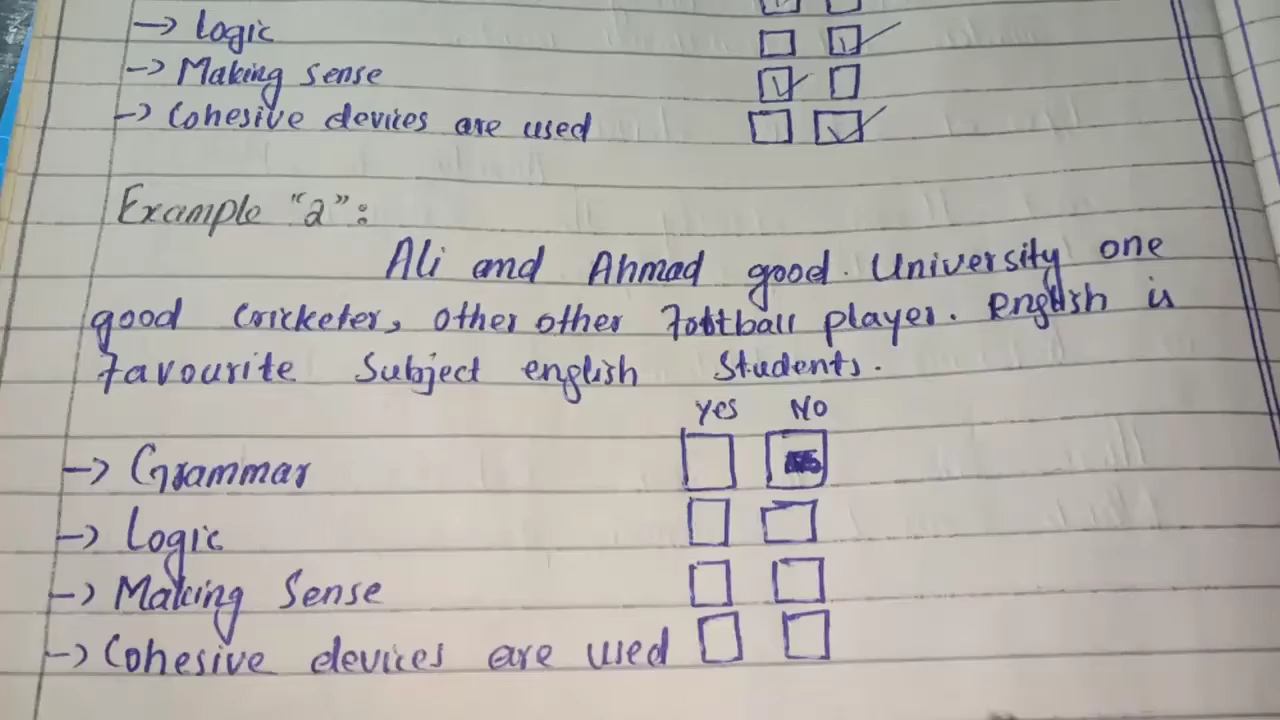 → Logic
→ Making sense
→ Cohesive devices are used
Example "2":
Ali and Ahmad good. University one
good cricketer, other other football player. English is
favourite subject english students.
Yes No
→ Grammar
→ Logic
→ Making Sense
→ Cohesive devices are used